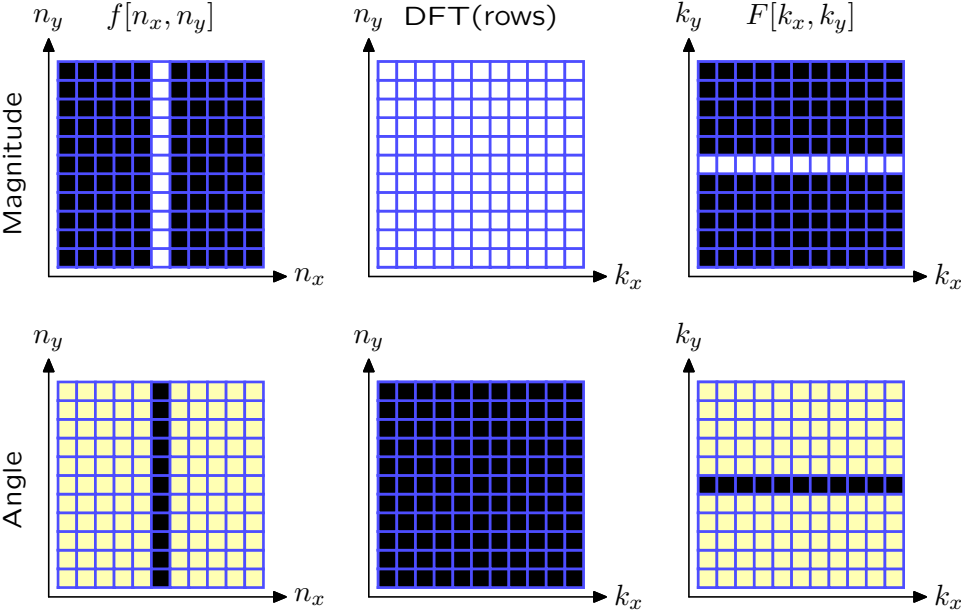 n_y f[n_x, n_y] n_y DFT(rows) k_y F[k_x, k_y]
Magnitude
n_x k_x k_x
n_y n_y k_y
Angle
n_x k_x k_x